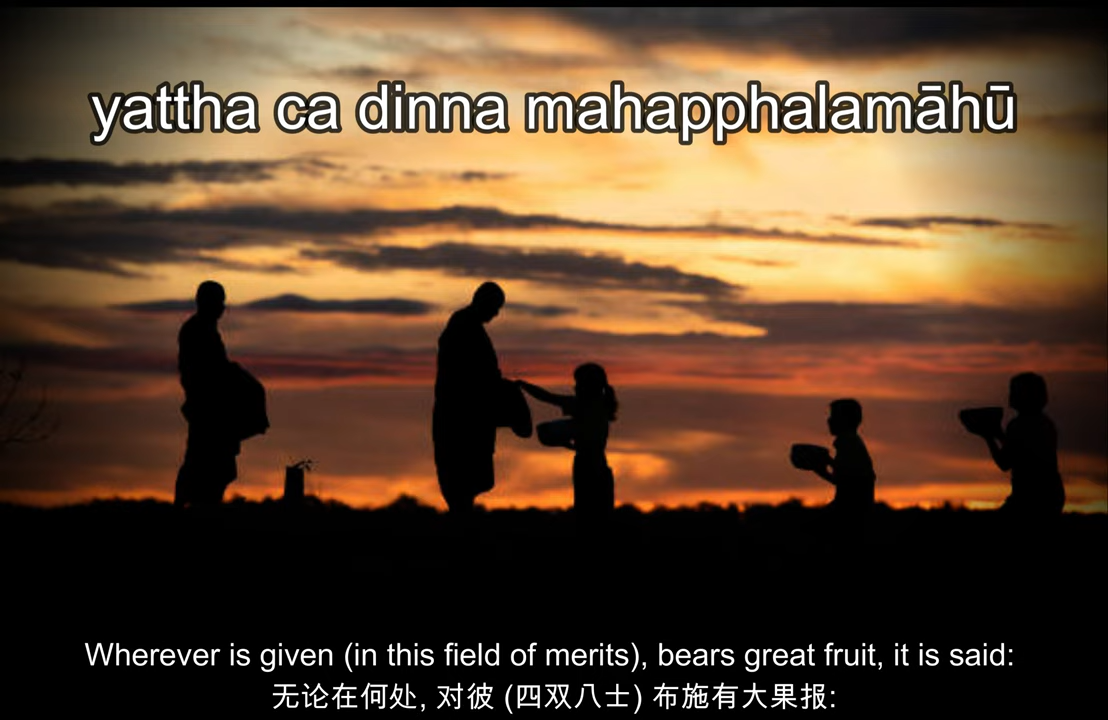 yattha ca dinna mahapphalamāhū
Wherever is given (in this field of merits), bears great fruit, it is said:
无论在何处, 对彼 (四双八士) 布施有大果报: